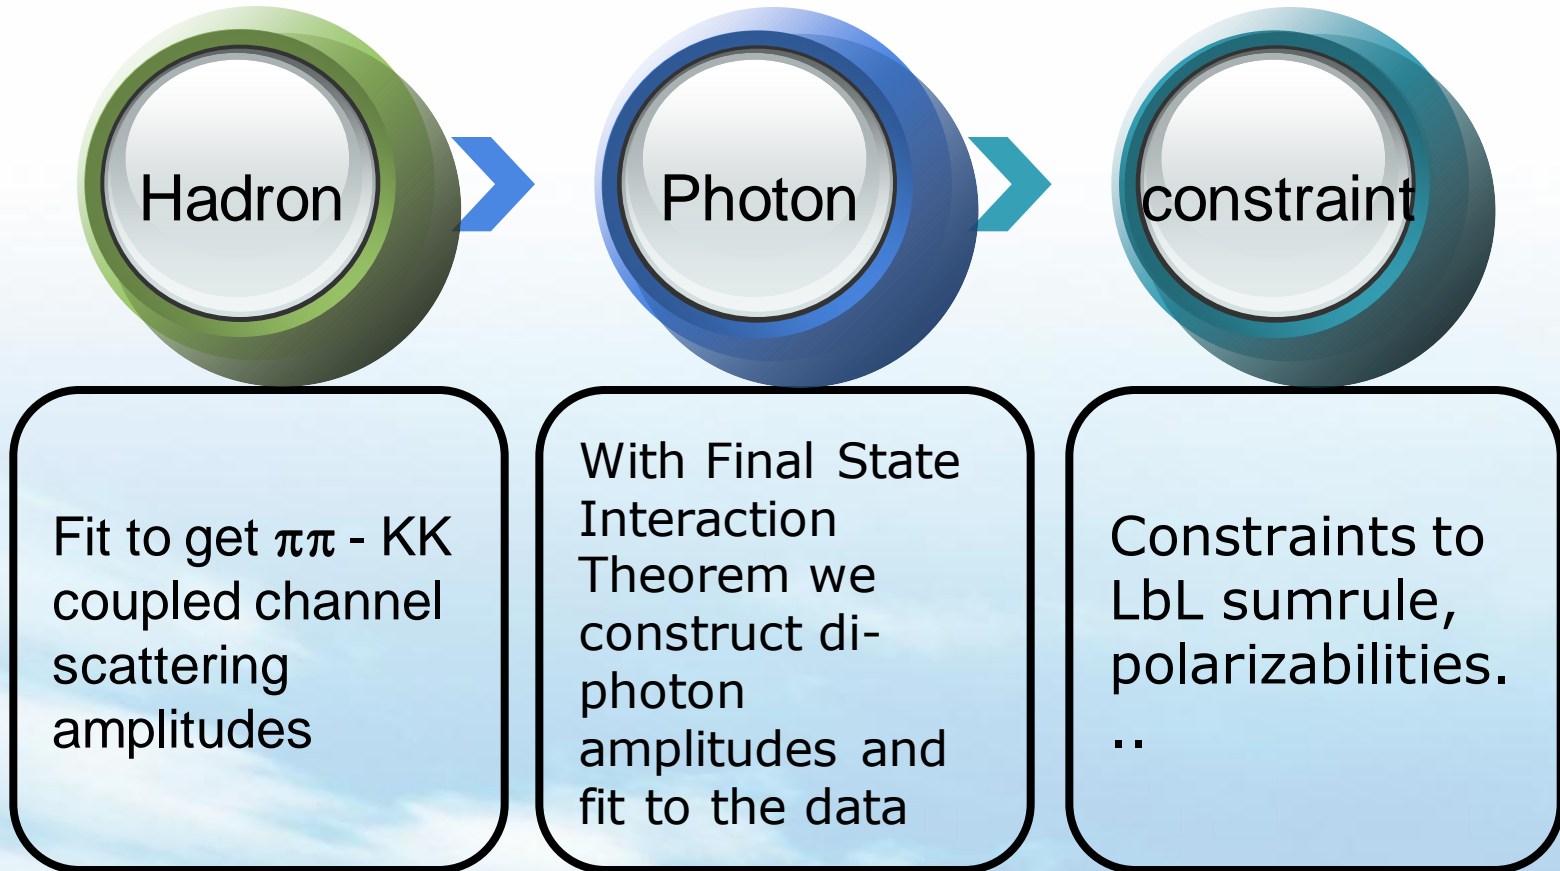 Hadron
Photon
constraint
Fit to get ππ - KK
coupled channel
scattering
amplitudes
With Final State
Interaction
Theorem we
construct di-
photon
amplitudes and
fit to the data
Constraints to
LbL sumrule,
polarizabilities.
..